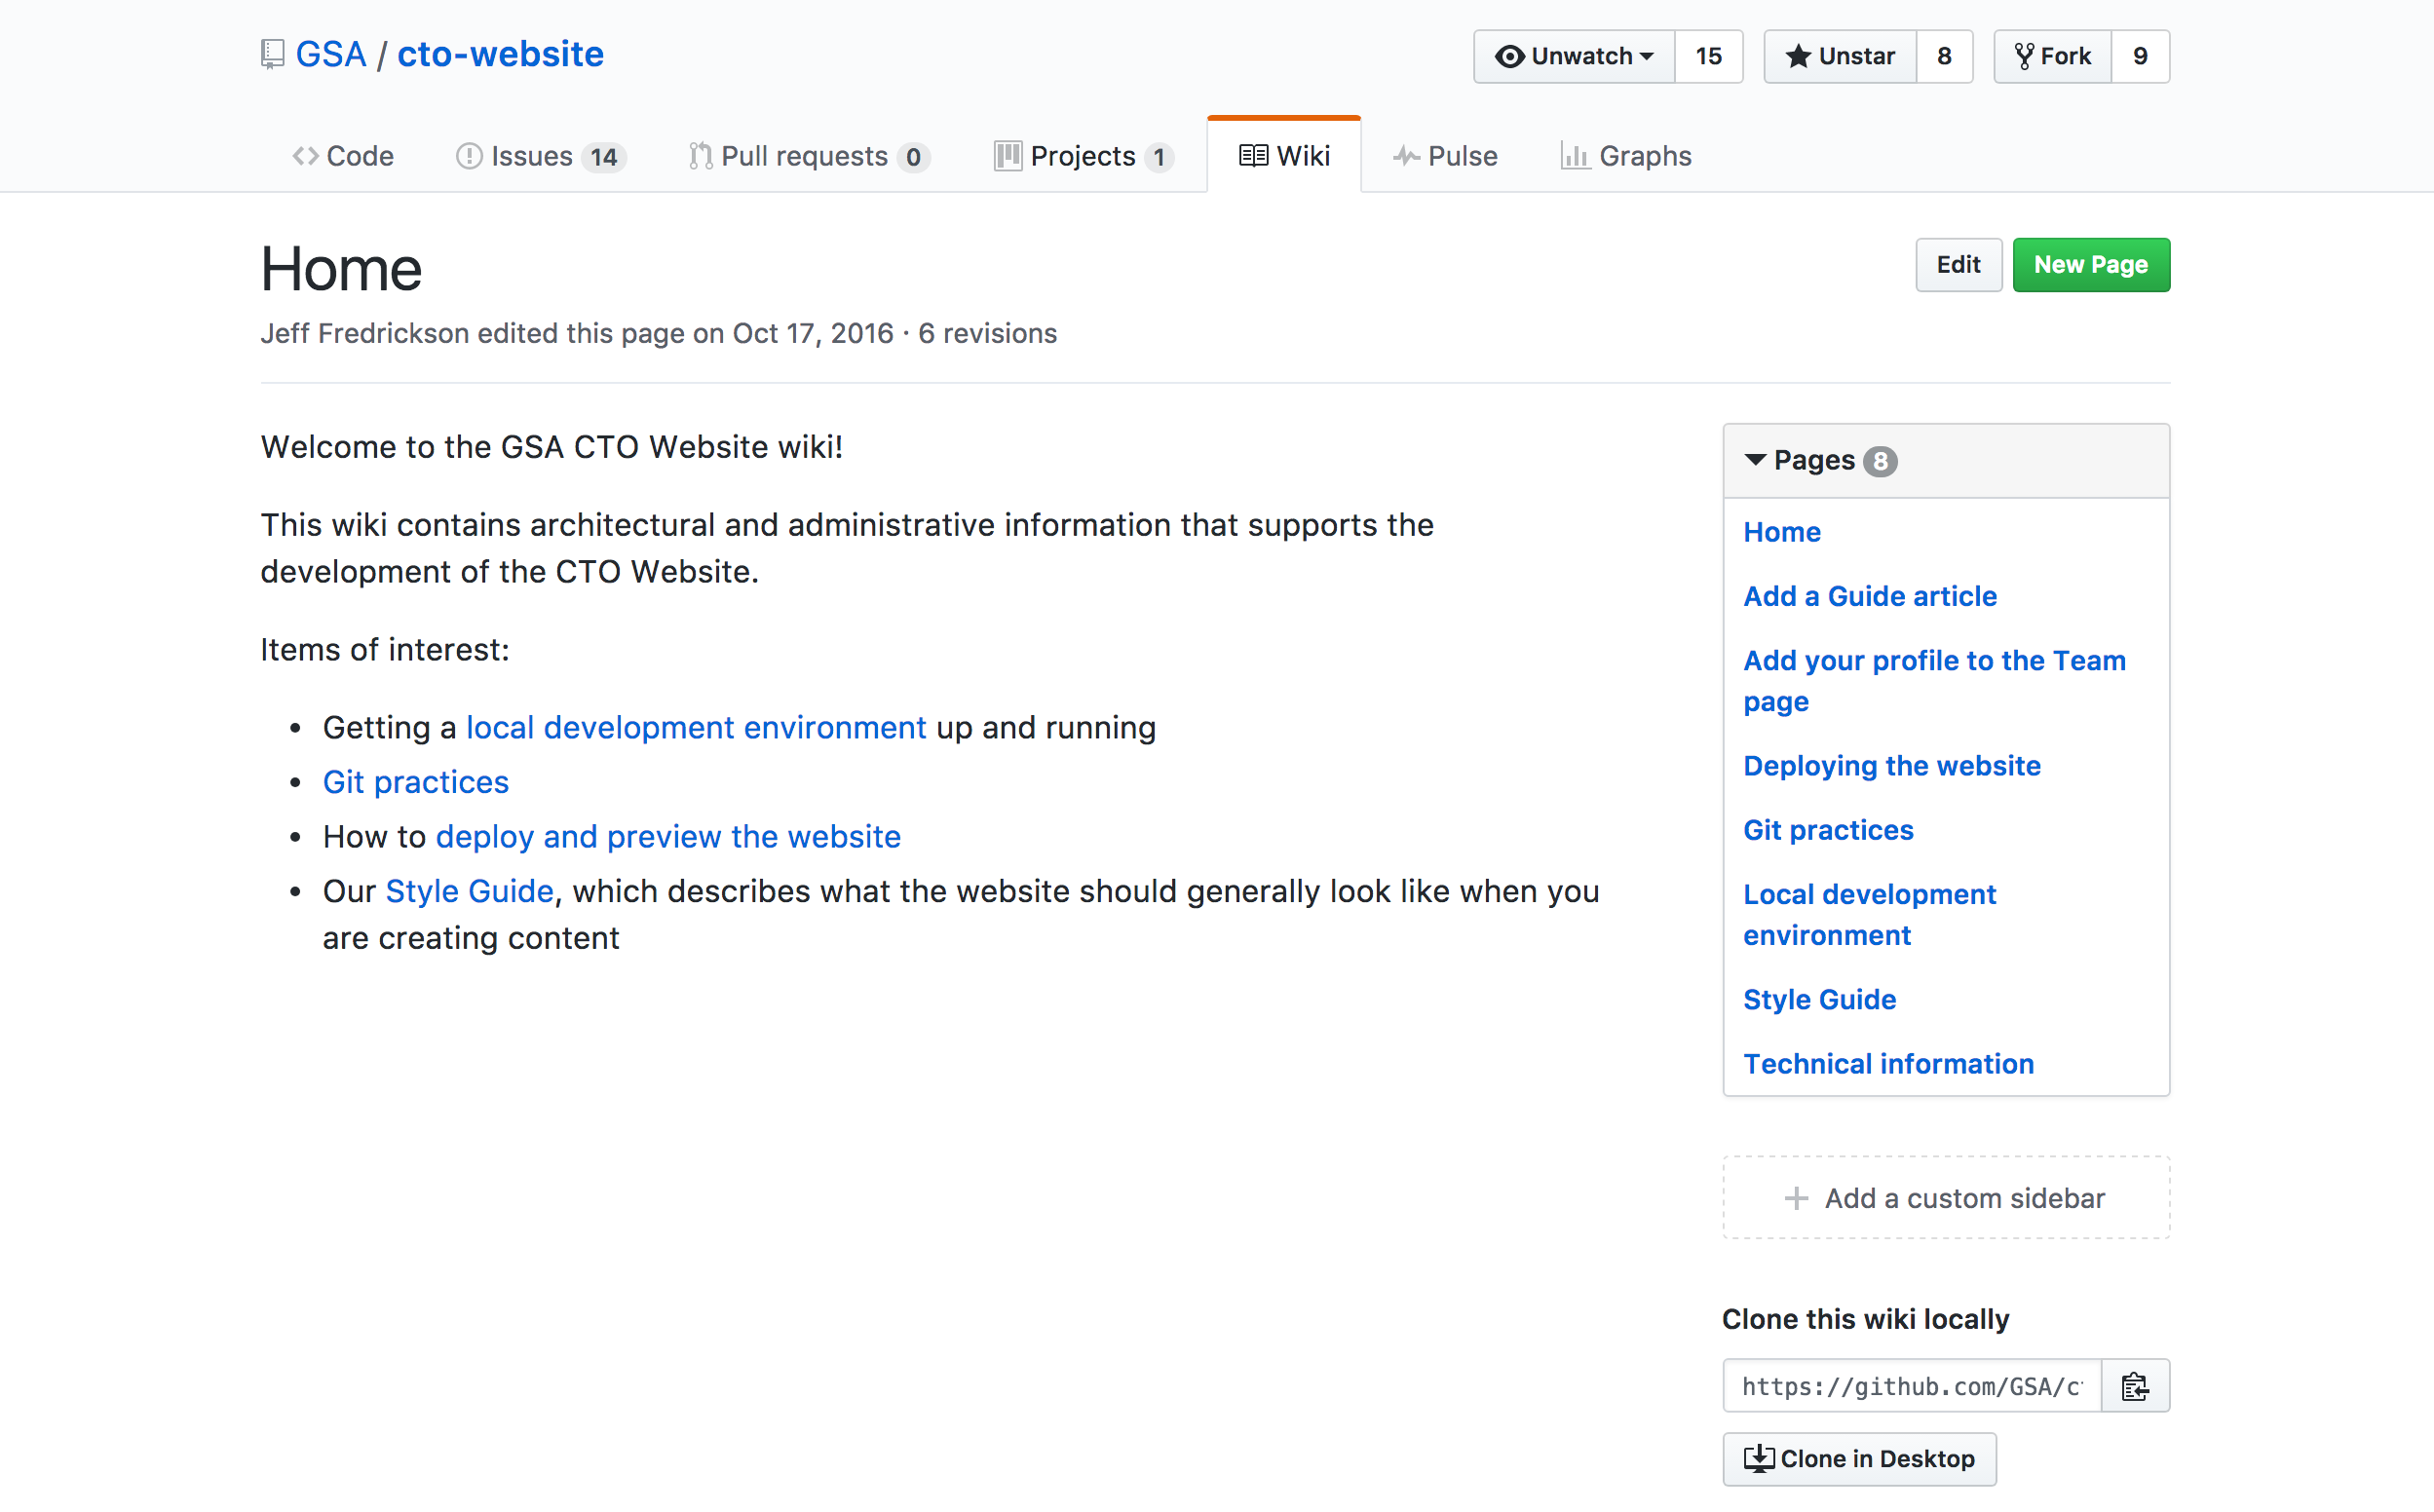 GSA / cto-website
Unwatch 15 Unstar 8 Fork 9
Code Issues 14 Pull requests 0 Projects 1 Wiki Pulse Graphs
Home
Edit New Page
Jeff Fredrickson edited this page on Oct 17, 2016 · 6 revisions
Welcome to the GSA CTO Website wiki!
This wiki contains architectural and administrative information that supports the
development of the CTO Website.
Items of interest:
• Getting a local development environment up and running
• Git practices
• How to deploy and preview the website
• Our Style Guide, which describes what the website should generally look like when you
are creating content
Pages 8
Home
Add a Guide article
Add your profile to the Team
page
Deploying the website
Git practices
Local development
environment
Style Guide
Technical information
+ Add a custom sidebar
Clone this wiki locally
https://github.com/GSA/c
Clone in Desktop